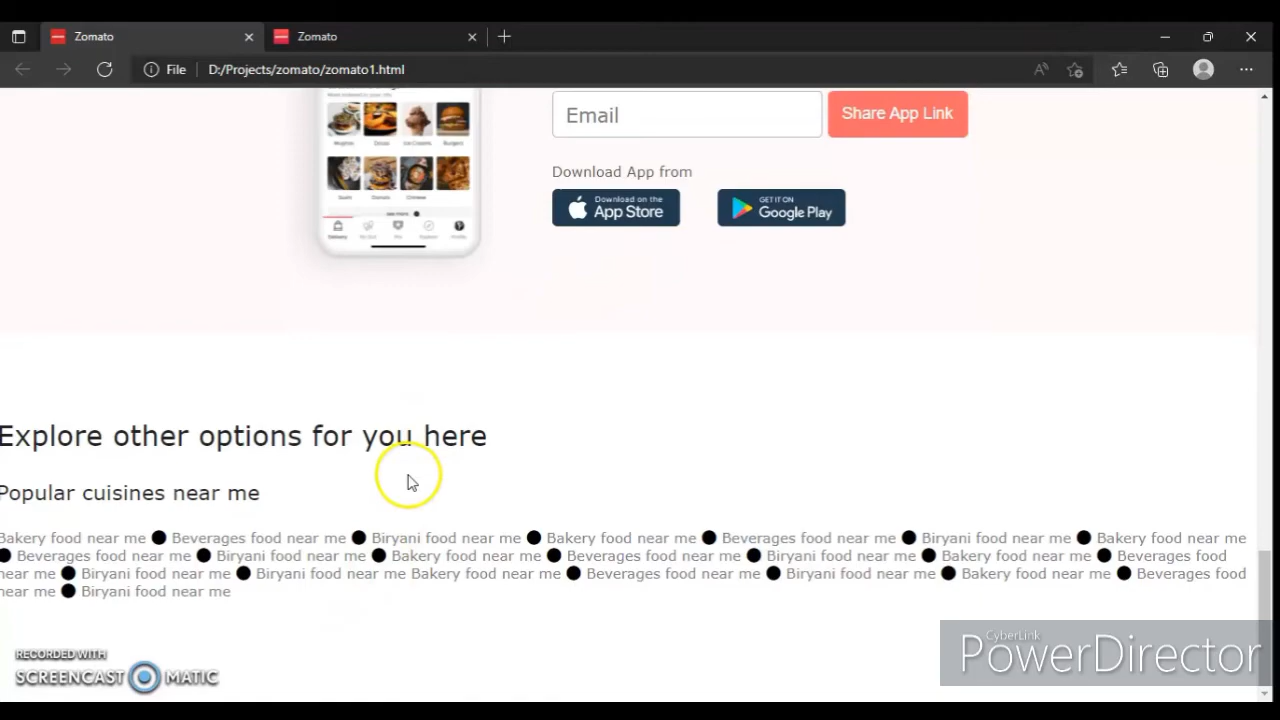 Zomato
Zomato
File
D:/Projects/zomato/zomato1.html
Email
Share App Link
Download App from
Download on the
App Store
GET IT ON
Google Play
Explore other options for you here
Popular cuisines near me
Bakery food near me ● Beverages food near me ● Biryani food near me ● Bakery food near me ● Beverages food near me ● Biryani food near me ● Bakery food near me
● Beverages food near me ● Biryani food near me ● Bakery food near me ● Beverages food near me ● Biryani food near me ● Bakery food near me ● Beverages food
near me ● Biryani food near me ● Biryani food near me Bakery food near me ● Beverages food near me ● Biryani food near me ● Bakery food near me ● Beverages food
near me ● Biryani food near me
RECORDED WITH
SCREENCAST MATIC
CyberLink
PowerDirector